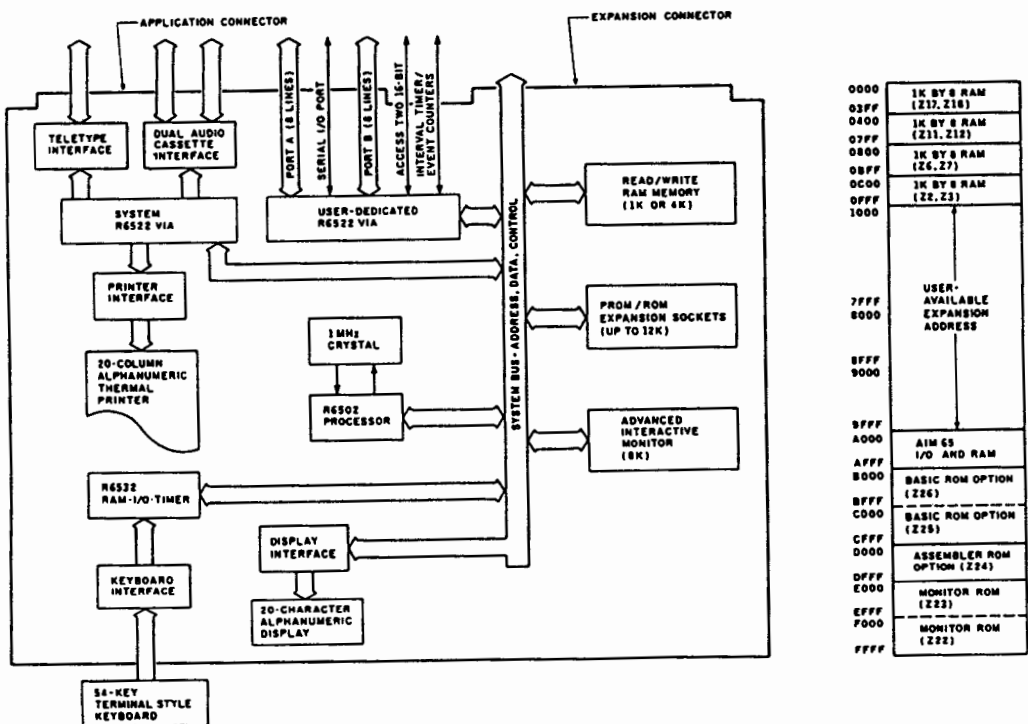 APPLICATION CONNECTOR
EXPANSION CONNECTOR
TELETYPE
INTERFACE
DUAL AUDIO
CASSETTE
INTERFACE
PORT A (8 LINES)
SERIAL I/O PORT
PORT B (8 LINES)
ACCESS TWO 16-BIT
INTERVAL TIMER/
EVENT COUNTERS
SYSTEM
R6522 VIA
USER-DEDICATED
R6522 VIA
READ/WRITE
RAM MEMORY
(1K OR 4K)
PRINTER
INTERFACE
SYSTEM BUS- ADDRESS, DATA, CONTROL
PROM/ROM
EXPANSION SOCKETS
(UP TO 12K)
1MHz
CRYSTAL
20-COLUMN
ALPHANUMERIC
THERMAL
PRINTER
R6502
PROCESSOR
ADVANCED
INTERACTIVE
MONITOR
(8K)
R6532
RAM-I/O-TIMER
DISPLAY
INTERFACE
KEYBOARD
INTERFACE
20-CHARACTER
ALPHANUMERIC
DISPLAY
54-KEY
TERMINAL STYLE
KEYBOARD
0000
1K BY 8 RAM
(Z17, Z16)
03FF
0400
1K BY 8 RAM
(Z11, Z12)
07FF
0800
1K BY 8 RAM
(Z6, Z7)
0BFF
0C00
1K BY 8 RAM
(Z2, Z3)
0FFF
1000
USER-
AVAILABLE
EXPANSION
ADDRESS
7FFF
8000
8FFF
9000
9FFF
A000
AIM 65
I/O AND RAM
AFFF
B000
BASIC ROM OPTION
(Z26)
BFFF
C000
BASIC ROM OPTION
(Z25)
CFFF
D000
ASSEMBLER ROM
OPTION (Z24)
DFFF
E000
MONITOR ROM
(Z23)
EFFF
F000
MONITOR ROM
(Z22)
FFFF